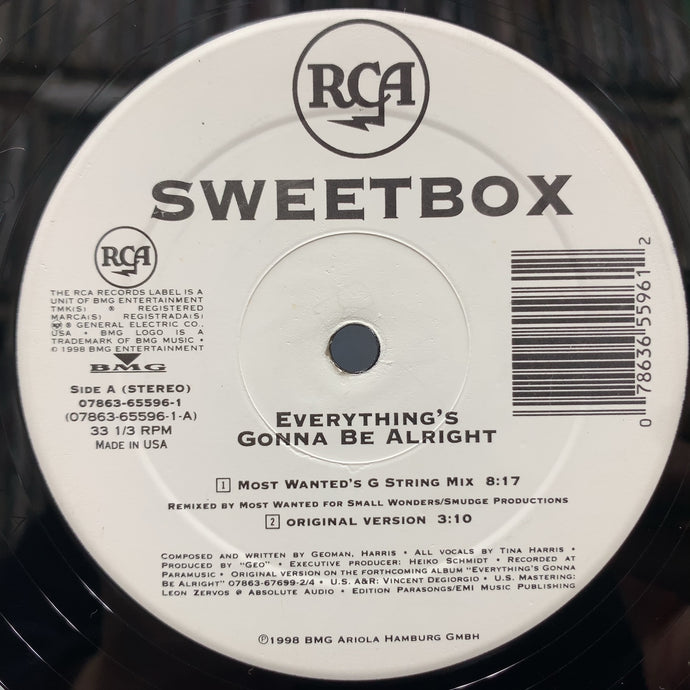 RCA
SWEETBOX
RCA
THE RCA RECORDS LABEL IS A
UNIT OF BMG ENTERTAINMENT
TMK(S) ® REGISTERED
MARCA(S) REGISTRADA(S)
® GENERAL ELECTRIC CO.,
USA • BMG LOGO IS A
TRADEMARK OF BMG MUSIC •
© 1998 BMG ENTERTAINMENT
BMG
SIDE A (STEREO)
07863-65596-1
(07863-65596-1-A)
33 1/3 RPM
MADE IN USA
0 78636 55961 2
EVERYTHING'S
GONNA BE ALRIGHT
1 MOST WANTED'S G STRING MIX 8:17
REMIXED BY MOST WANTED FOR SMALL WONDERS/SMUDGE PRODUCTIONS
2 ORIGINAL VERSION 3:10
COMPOSED AND WRITTEN BY GEOMAN, HARRIS • ALL VOCALS BY TINA HARRIS •
PRODUCED BY "GEO" • EXECUTIVE PRODUCER: HEIKO SCHMIDT • RECORDED AT
PARAMUSIC • ORIGINAL VERSION ON THE FORTHCOMING ALBUM "EVERYTHING'S GONNA
BE ALRIGHT" 07863-67699-2/4 • U.S. A&R: VINCENT DEGIORGIO • U.S. MASTERING:
LEON ZERVOS @ ABSOLUTE AUDIO • EDITION PARASONGS/EMI MUSIC PUBLISHING
℗1998 BMG ARIOLA HAMBURG GMBH